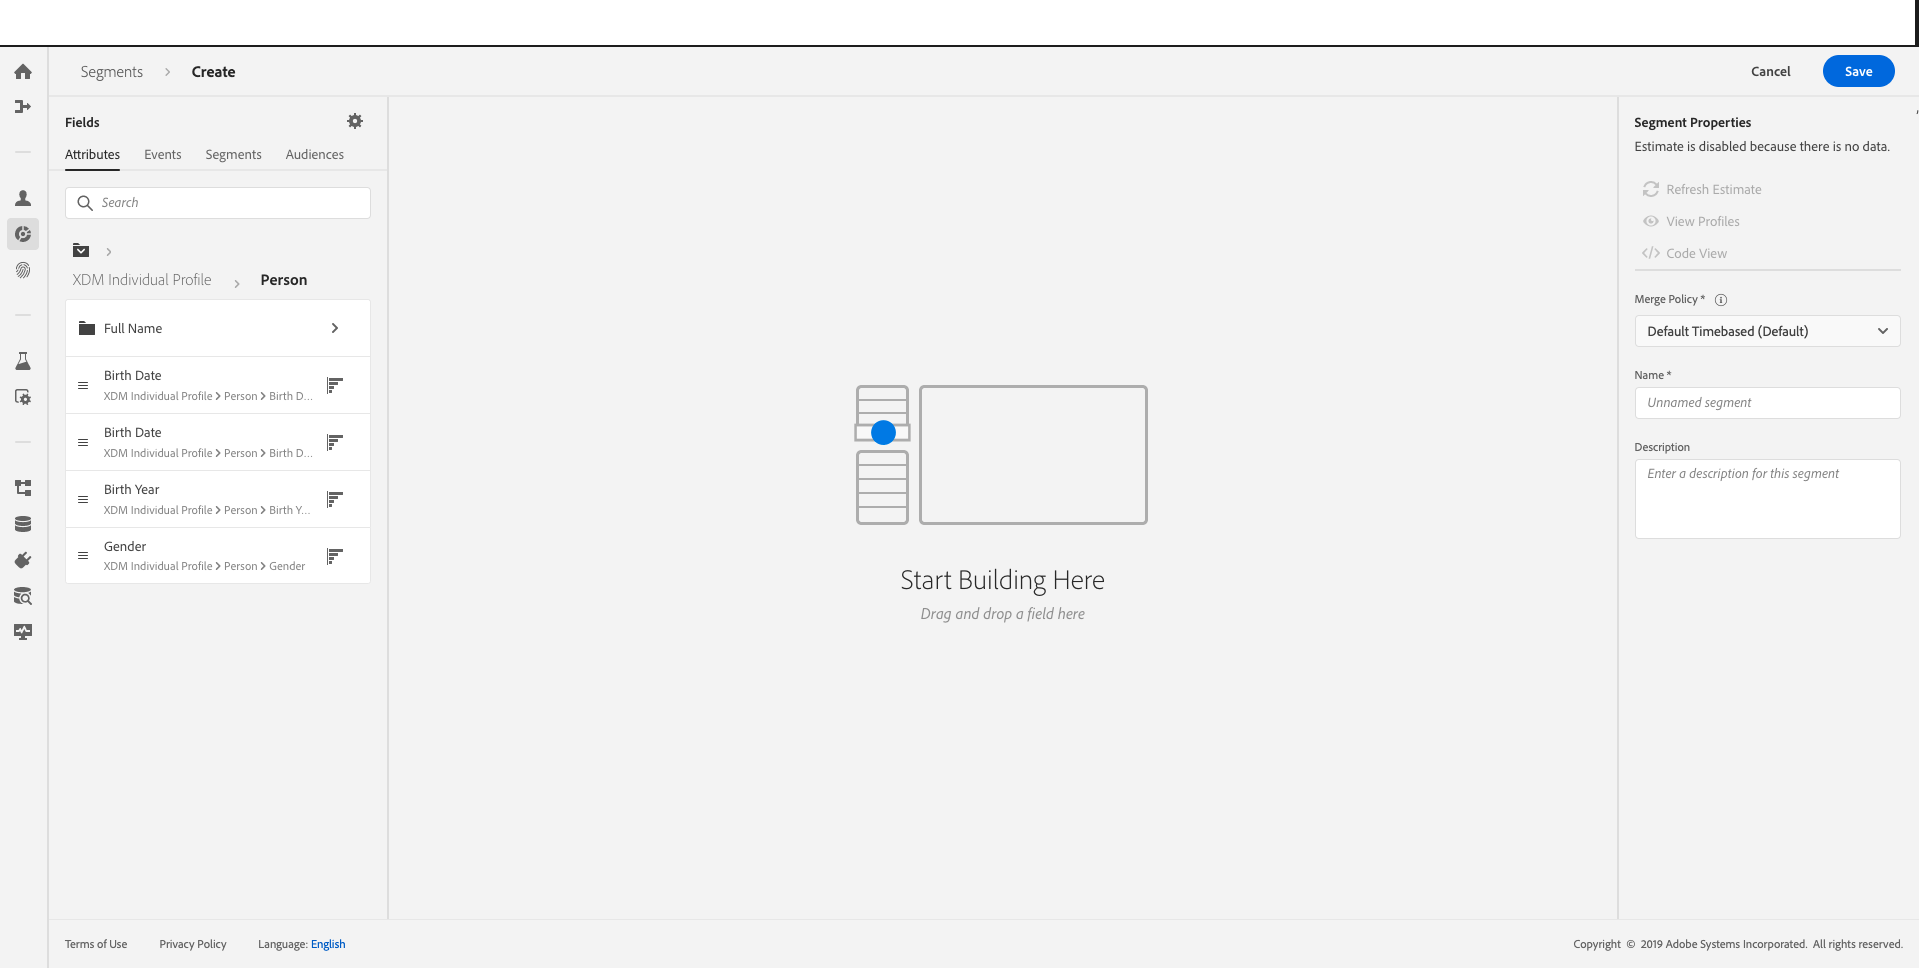 Segments
Create
Cancel
Save
Fields
Attributes
Events
Segments
Audiences
Search
XDM Individual Profile
Person
Full Name
Birth Date
XDM Individual Profile > Person > Birth D...
Birth Date
XDM Individual Profile > Person > Birth D...
Birth Year
XDM Individual Profile > Person > Birth Y...
Gender
XDM Individual Profile > Person > Gender
Start Building Here
Drag and drop a field here
Segment Properties
Estimate is disabled because there is no data.
Refresh Estimate
View Profiles
</> Code View
Merge Policy *
Default Timebased (Default)
Name *
Unnamed segment
Description
Enter a description for this segment
Terms of Use
Privacy Policy
Language: English
Copyright © 2019 Adobe Systems Incorporated. All rights reserved.